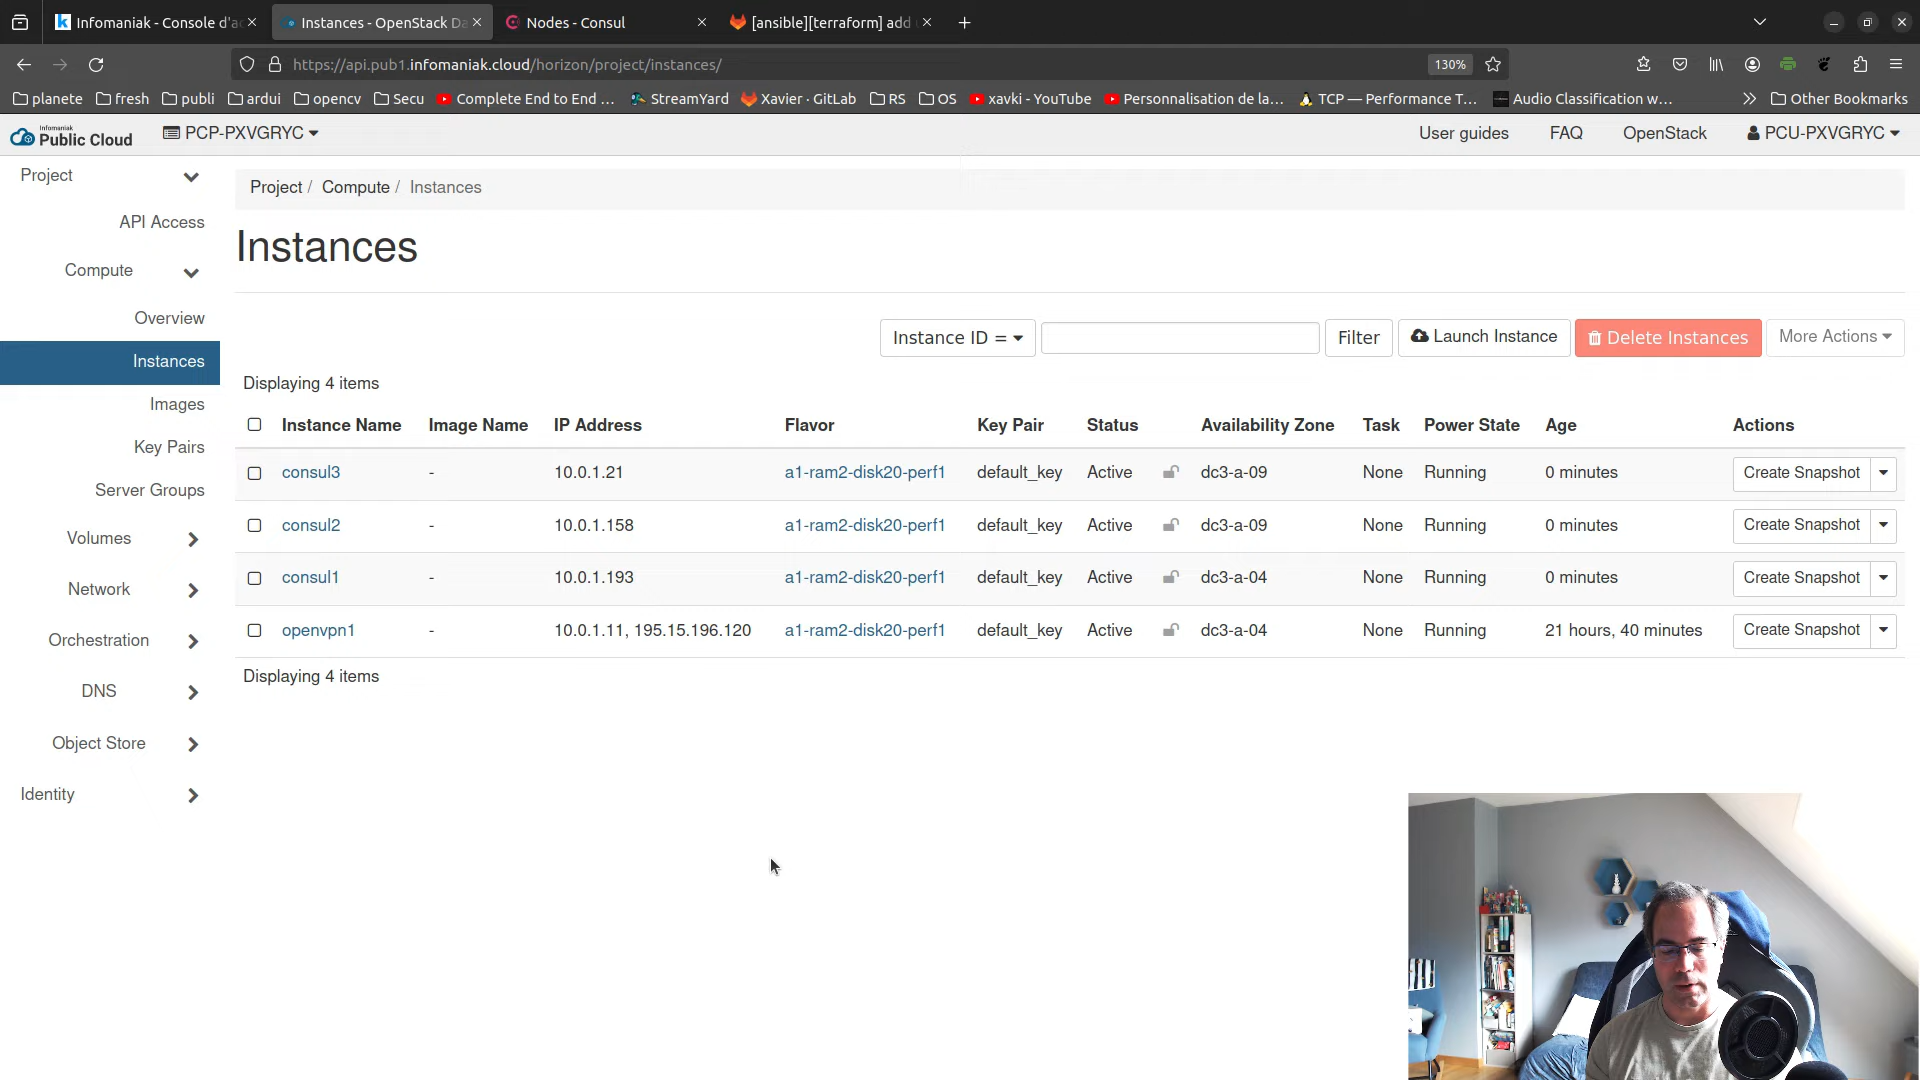 Infomaniak - Console d'a
Instances - OpenStack Da
Nodes - Consul
[ansible][terraform] add
https://api.pub1.infomaniak.cloud/horizon/project/instances/
130%
planete
fresh
publi
ardui
opencv
Secu
Complete End to End ...
StreamYard
Xavier · GitLab
RS
OS
xavki - YouTube
Personnalisation de la...
TCP — Performance T...
Audio Classification w...
Other Bookmarks
infomaniak
Public Cloud
PCP-PXVGRYC
User guides
FAQ
OpenStack
PCU-PXVGRYC
Project
API Access
Compute
Overview
Instances
Images
Key Pairs
Server Groups
Volumes
Network
Orchestration
DNS
Object Store
Identity
Project / Compute / Instances
Instances
Instance ID =
Filter
Launch Instance
Delete Instances
More Actions
Displaying 4 items
Instance Name Image Name IP Address Flavor Key Pair Status Availability Zone Task Power State Age Actions
consul3 - 10.0.1.21 a1-ram2-disk20-perf1 default_key Active dc3-a-09 None Running 0 minutes Create Snapshot
consul2 - 10.0.1.158 a1-ram2-disk20-perf1 default_key Active dc3-a-09 None Running 0 minutes Create Snapshot
consul1 - 10.0.1.193 a1-ram2-disk20-perf1 default_key Active dc3-a-04 None Running 0 minutes Create Snapshot
openvpn1 - 10.0.1.11, 195.15.196.120 a1-ram2-disk20-perf1 default_key Active dc3-a-04 None Running 21 hours, 40 minutes Create Snapshot
Displaying 4 items